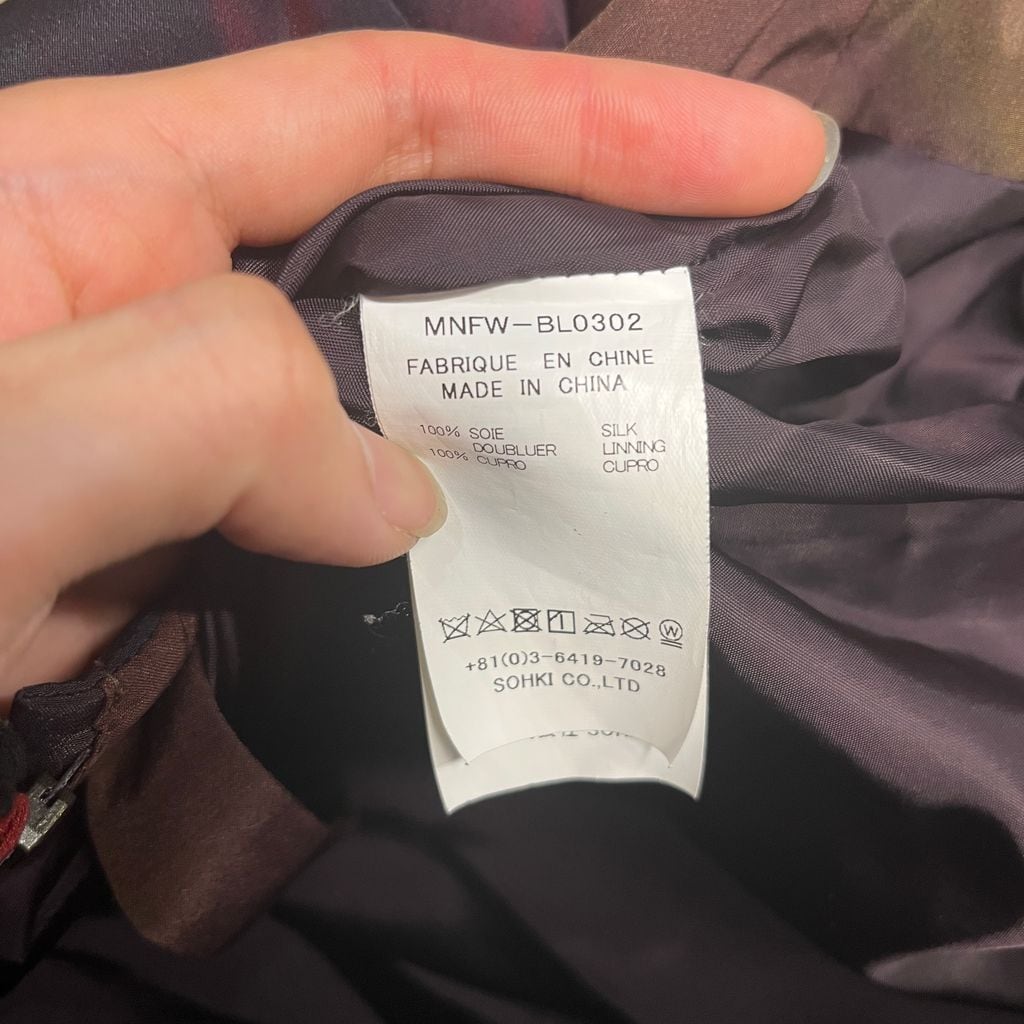 MNFW-BL0302
FABRIQUE EN CHINE
MADE IN CHINA
100% SOIE SILK
DOUBLUER LINNING
100% CUPRO CUPRO
W
+81(0)3-6419-7028
SOHKI CO.,LTD